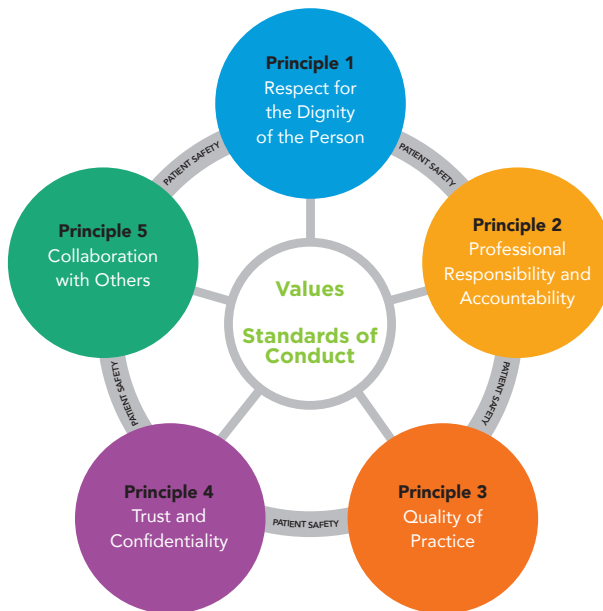 Principle 1
Respect for
the Dignity
of the Person
PATIENT SAFETY
PATIENT SAFETY
Principle 5
Collaboration
with Others
Principle 2
Professional
Responsibility and
Accountability
Values
Standards of
Conduct
PATIENT SAFETY
PATIENT SAFETY
Principle 4
Trust and
Confidentiality
PATIENT SAFETY
Principle 3
Quality of
Practice